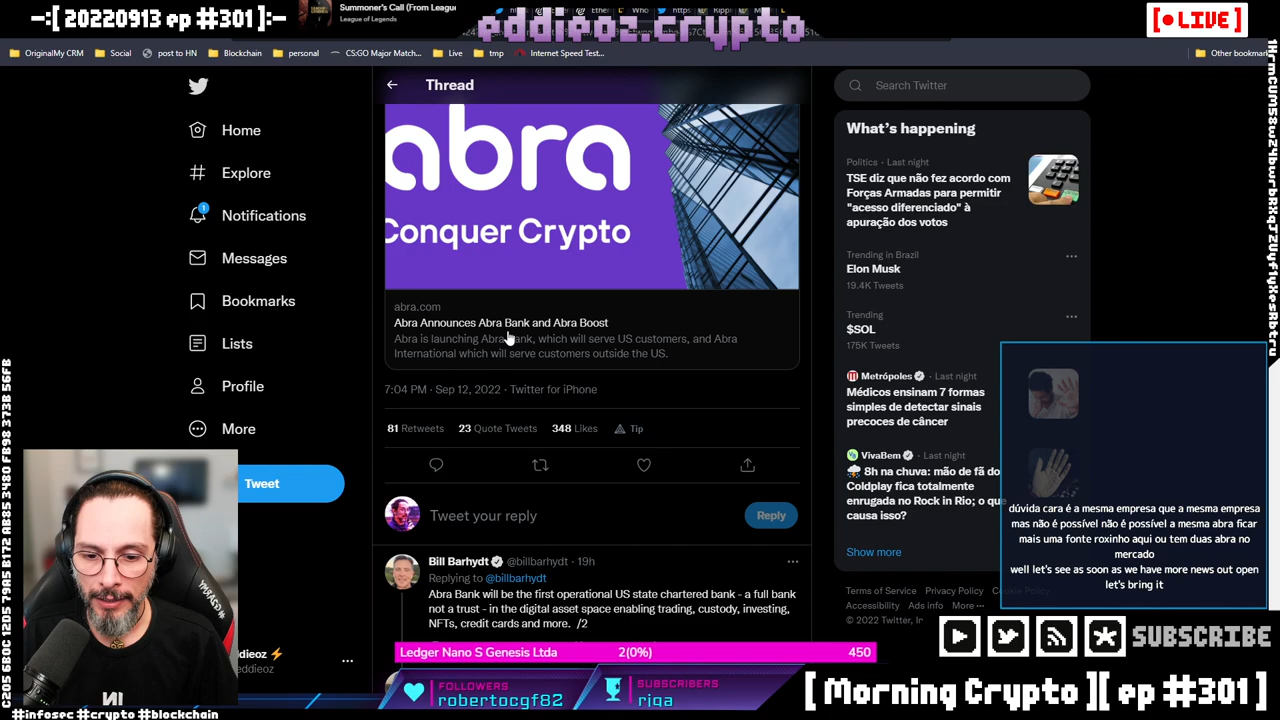 -:[ 20220913 ep #301]:-
Summoner's Call (From Leagu
League of Legends
eddieoz.crypto
[ • LIVE ]
OriginalMy CRM
Social
post to HN
Blockchain
personal
CS:GO Major Match...
Live
tmp
Internet Speed Test...
Other bookmar
Home
Explore
1
Notifications
Messages
Bookmarks
Lists
Profile
More
Tweet
ddieoz ⚡
eddieoz
#infosec #crypto #blockchain
Thread
abra
Conquer Crypto
abra.com
Abra Announces Abra Bank and Abra Boost
Abra is launching Abra Bank, which will serve US customers, and Abra
International which will serve customers outside the US.
7:04 PM · Sep 12, 2022 · Twitter for iPhone
81 Retweets 23 Quote Tweets 348 Likes Tip
Tweet your reply
Reply
Bill Barhydt @billbarhydt · 19h
Replying to @billbarhydt
Abra Bank will be the first operational US state chartered bank - a full bank
not a trust - in the digital asset space enabling trading, custody, investing,
NFTs, credit cards and more. /2
Ledger Nano S Genesis Ltda 2(0%) 450
FOLLOWERS
robertocgf82
SUBSCRIBERS
rjga
Search Twitter
What's happening
Politics · Last night
TSE diz que não fez acordo com
Forças Armadas para permitir
"acesso diferenciado" à
apuração dos votos
Trending in Brazil
Elon Musk
19.4K Tweets
Trending
$SOL
175K Tweets
Metrópoles · Last night
Médicos ensinam 7 formas
simples de detectar sinais
precoces de câncer
VivaBem · Last night
8h na chuva: mão de fã do
Coldplay fica totalmente
enrugada no Rock in Rio; o que
causa isso?
Show more
Terms of Service Privacy Policy
Accessibility Ads info More
© 2022 Twitter, In
dúvida cara é a mesma empresa que a mesma empresa
mas não é possível não é possível a mesma abra ficar
mais uma fonte roxinho aqui ou tem duas abra no
mercado
well let's see as soon as we have more news out open
let's bring it
SUBSCRIBE
[ Morning Crypto ][ ep #301 ]